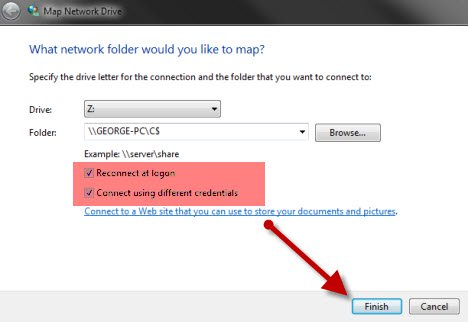 Map Network Drive
What network folder would you like to map?
Specify the drive letter for the connection and the folder that you want to connect to:
Drive: Z:
Folder: \\GEORGE-PC\C$ Browse...
Example: \\server\share
Reconnect at logon
Connect using different credentials
Connect to a Web site that you can use to store your documents and pictures.
Finish Cancel